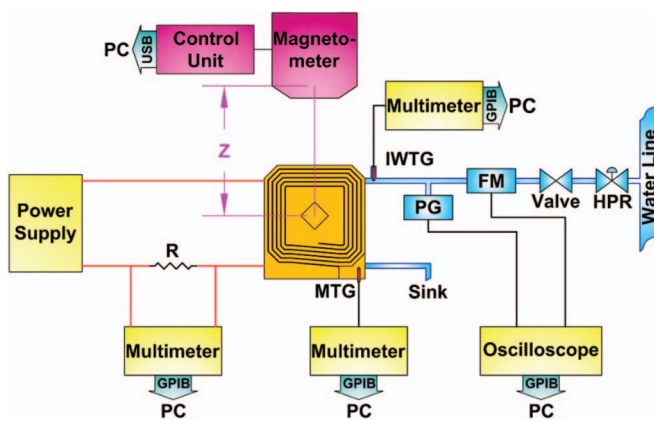 PC
USB
Control
Unit
Magneto-
meter
Multimeter
GPIB
PC
Z
IWTG
Water Line
FM
PG
Valve
HPR
Power
Supply
R
MTG
Sink
Multimeter
GPIB
PC
Multimeter
GPIB
PC
Oscilloscope
GPIB
PC